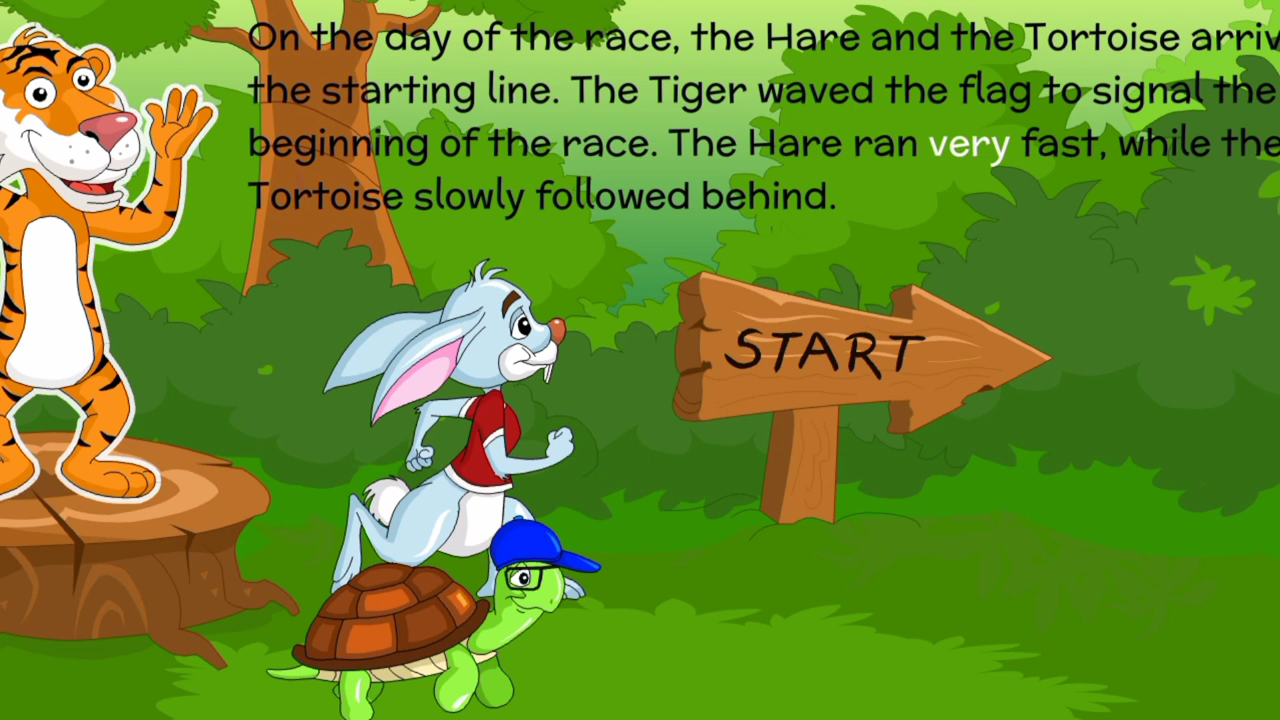 On the day of the race, the Hare and the Tortoise
the starting line. The Tiger waved the flag to signal the
beginning of the race. The Hare ran very fast, while the
Tortoise slowly followed behind.
START